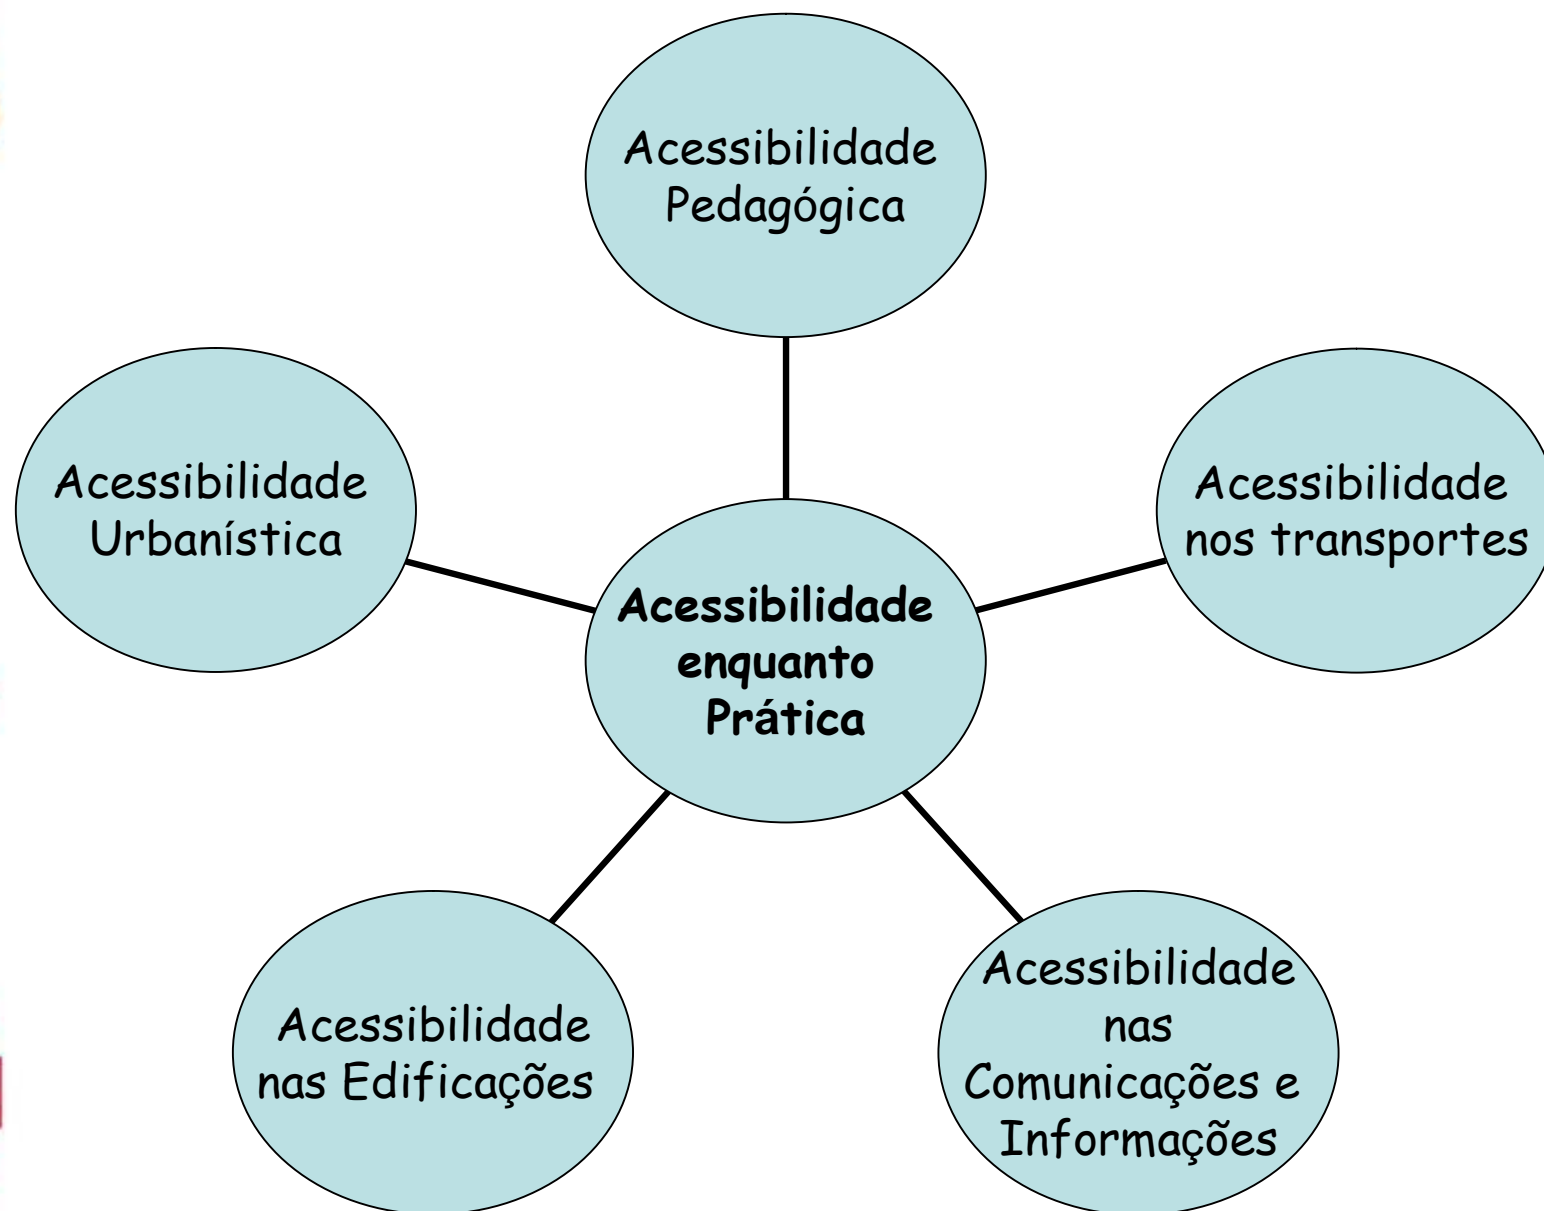 Acessibilidade
Pedagógica
Acessibilidade
Urbanística
Acessibilidade
nos transportes
Acessibilidade
enquanto
Prática
Acessibilidade
nas Edificações
Acessibilidade
nas
Comunicações e
Informações